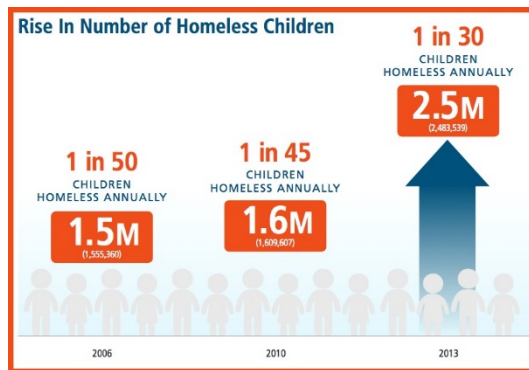 Rise In Number of Homeless Children
1 in 50
CHILDREN
HOMELESS ANNUALLY
1.5M
(1,555,360)
1 in 45
CHILDREN
HOMELESS ANNUALLY
1.6M
(1,609,607)
1 in 30
CHILDREN
HOMELESS ANNUALLY
2.5M
(2,483,539)
2006
2010
2013